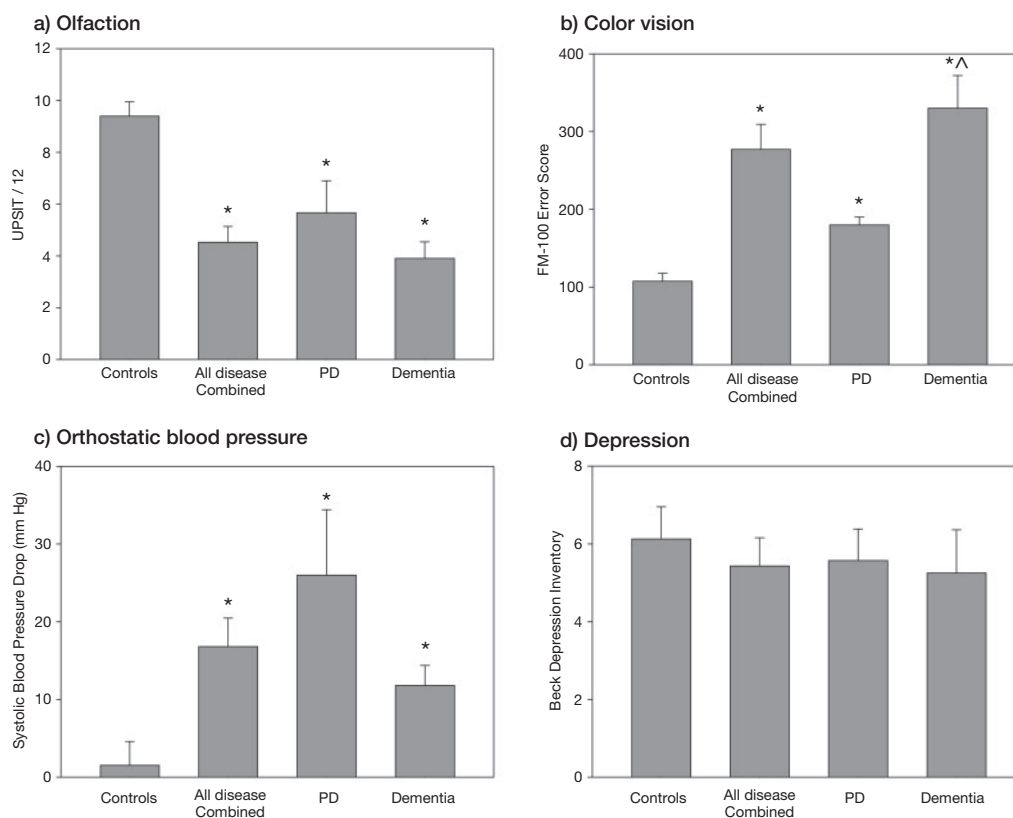 a) Olfaction
12
10
8
6
4
2
0
UPSIT / 12
*
*
*
Controls
All disease
Combined
PD
Dementia
b) Color vision
400
300
200
100
0
FM-100 Error Score
*
*
*^
Controls
All disease
Combined
PD
Dementia
c) Orthostatic blood pressure
40
30
20
10
0
Systolic Blood Pressure Drop (mm Hg)
*
*
*
Controls
All disease
Combined
PD
Dementia
d) Depression
8
6
4
2
0
Beck Depression Inventory
Controls
All disease
Combined
PD
Dementia